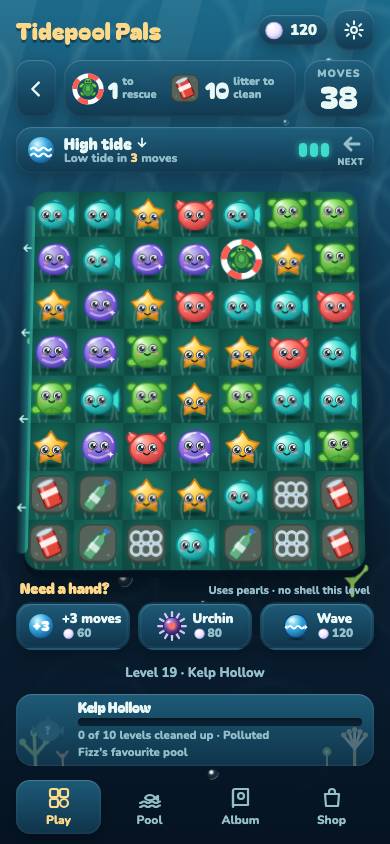 Tidepool Pals
120
1 to rescue
10 litter to clean
MOVES
38
High tide ↓
Low tide in 3 moves
NEXT
Need a hand?
Uses pearls · no shell this level
+3
+3 moves
60
Urchin
80
Wave
120
Level 19 · Kelp Hollow
Kelp Hollow
0 of 10 levels cleaned up · Polluted
Fizz's favourite pool
Play
Pool
Album
Shop